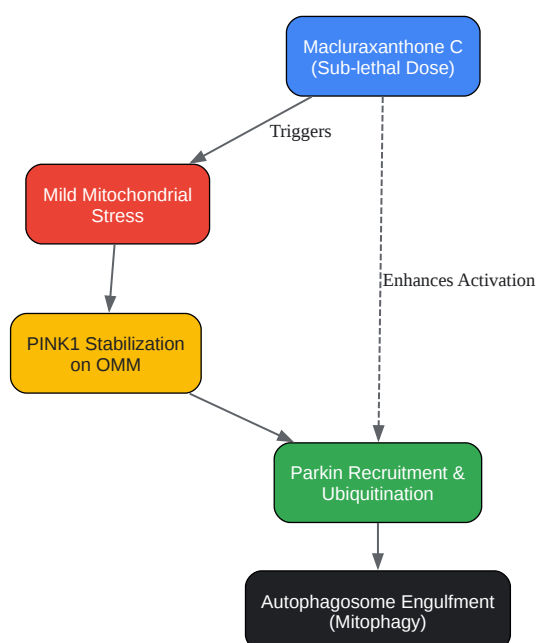 Macluraxanthone C
(Sub-lethal Dose)
Triggers
Mild Mitochondrial
Stress
Enhances Activation
PINK1 Stabilization
on OMM
Parkin Recruitment &
Ubiquitination
Autophagosome Engulfment
(Mitophagy)